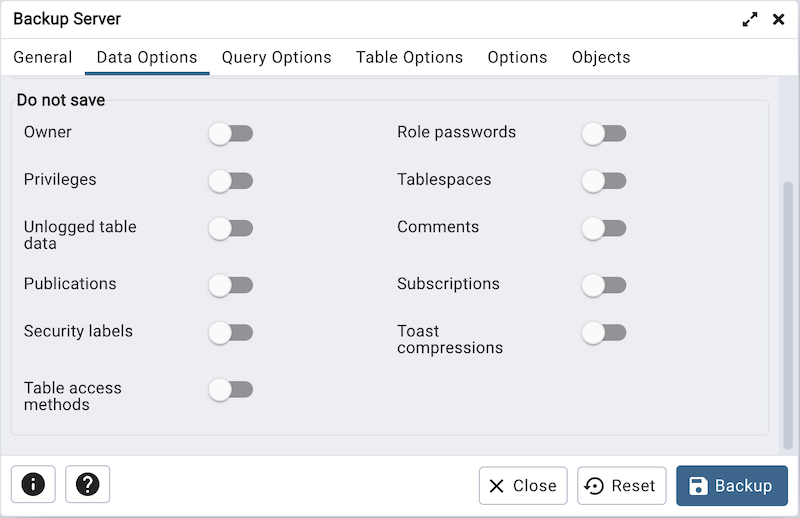 Backup Server
General Data Options Query Options Table Options Options Objects
Do not save
Owner Role passwords
Privileges Tablespaces
Unlogged table Comments
data
Publications Subscriptions
Security labels Toast
compressions
Table access
methods
Close Reset Backup